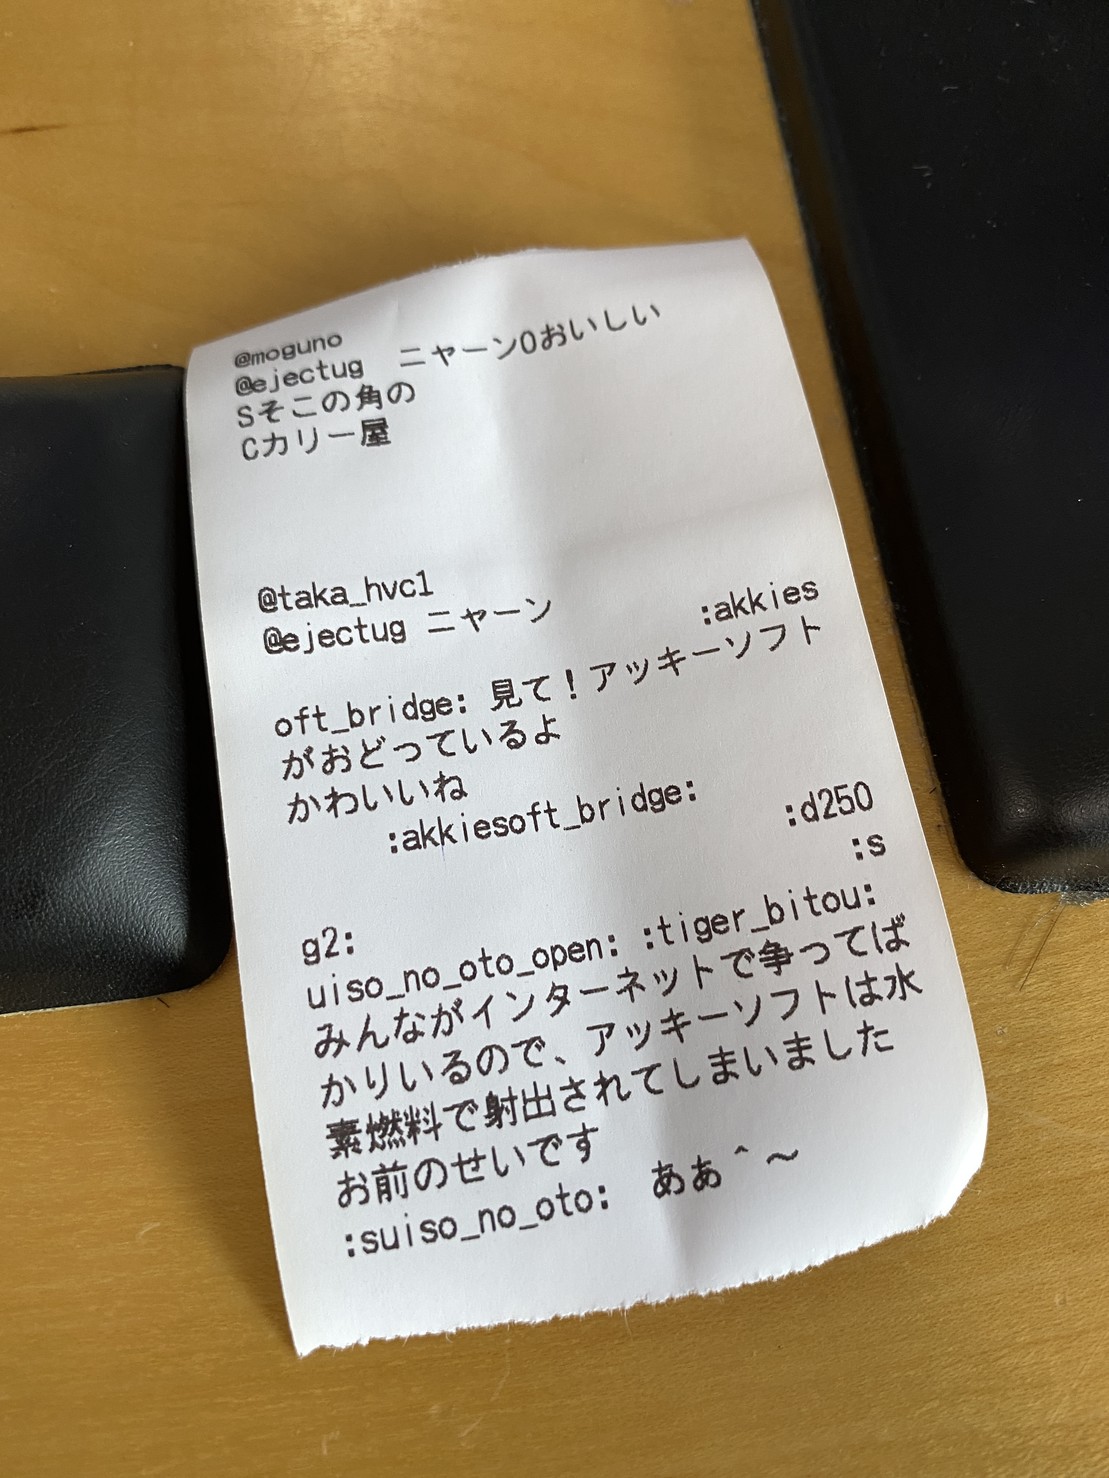 @moguno
@ejectug ニャーンOおいしい
Sそこの角の
Cカリー屋
@taka_hvc1
@ejectug ニャーン :akkies
oft_bridge: 見て!アッキーソフト
がおどっているよ
かわいいね
:akkiesoft_bridge: :d250
g2: :s
uiso_no_oto_open: :tiger_bitou:
みんながインターネットで争ってば
かりいるので、アッキーソフトは水
素燃料で射出されてしまいました
お前のせいです
:suiso_no_oto: ああ^～